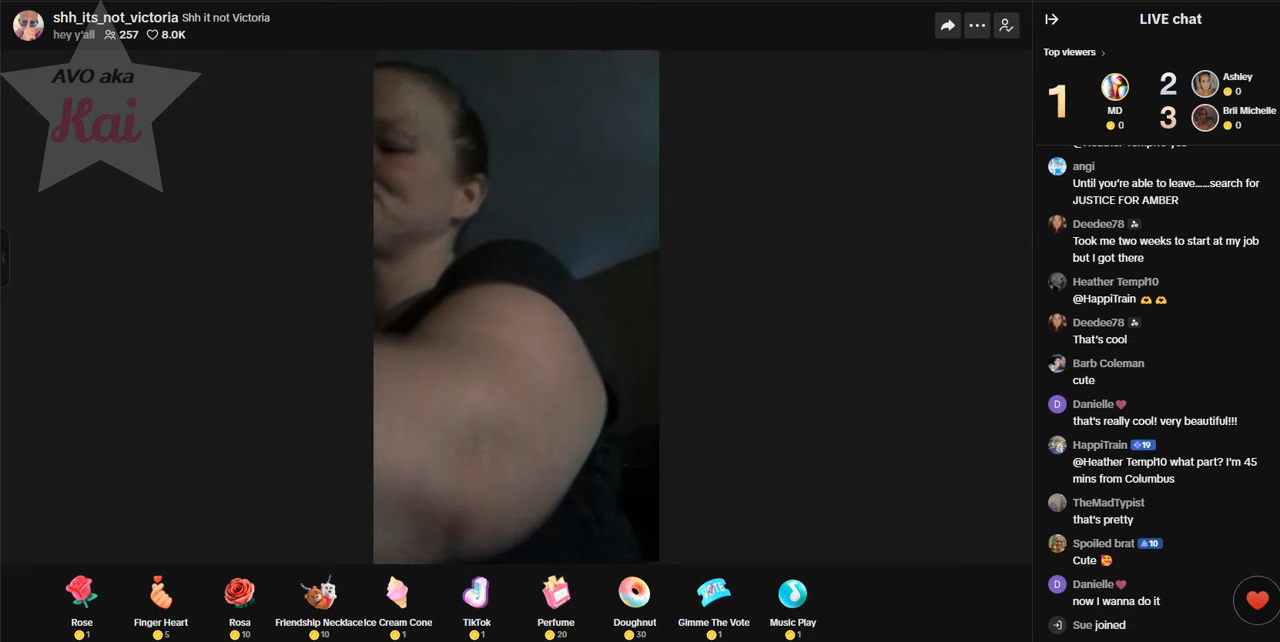 shh_its_not_victoria Shh it not Victoria
hey y'all 257 8.0K
AVO aka
Kai
LIVE chat
Top viewers
1
MD
0
2
Ashley
0
3
Brii Michelle
0
angi
Until you're able to leave......search for
JUSTICE FOR AMBER
Deedee78
Took me two weeks to start at my job
but I got there
Heather Templ10
@HappiTrain
Deedee78
That's cool
Barb Coleman
cute
D Danielle
that's really cool! very beautiful!!!
HappiTrain 19
@Heather Templ10 what part? I'm 45
mins from Columbus
TheMadTypist
that's pretty
Spoiled brat 10
Cute
D Danielle
now I wanna do it
Sue joined
Rose
1
Finger Heart
5
Rosa
10
Friendship Necklace
10
Ice Cream Cone
1
TikTok
1
Perfume
20
Doughnut
30
VOTE
Gimme The Vote
1
Music Play
1